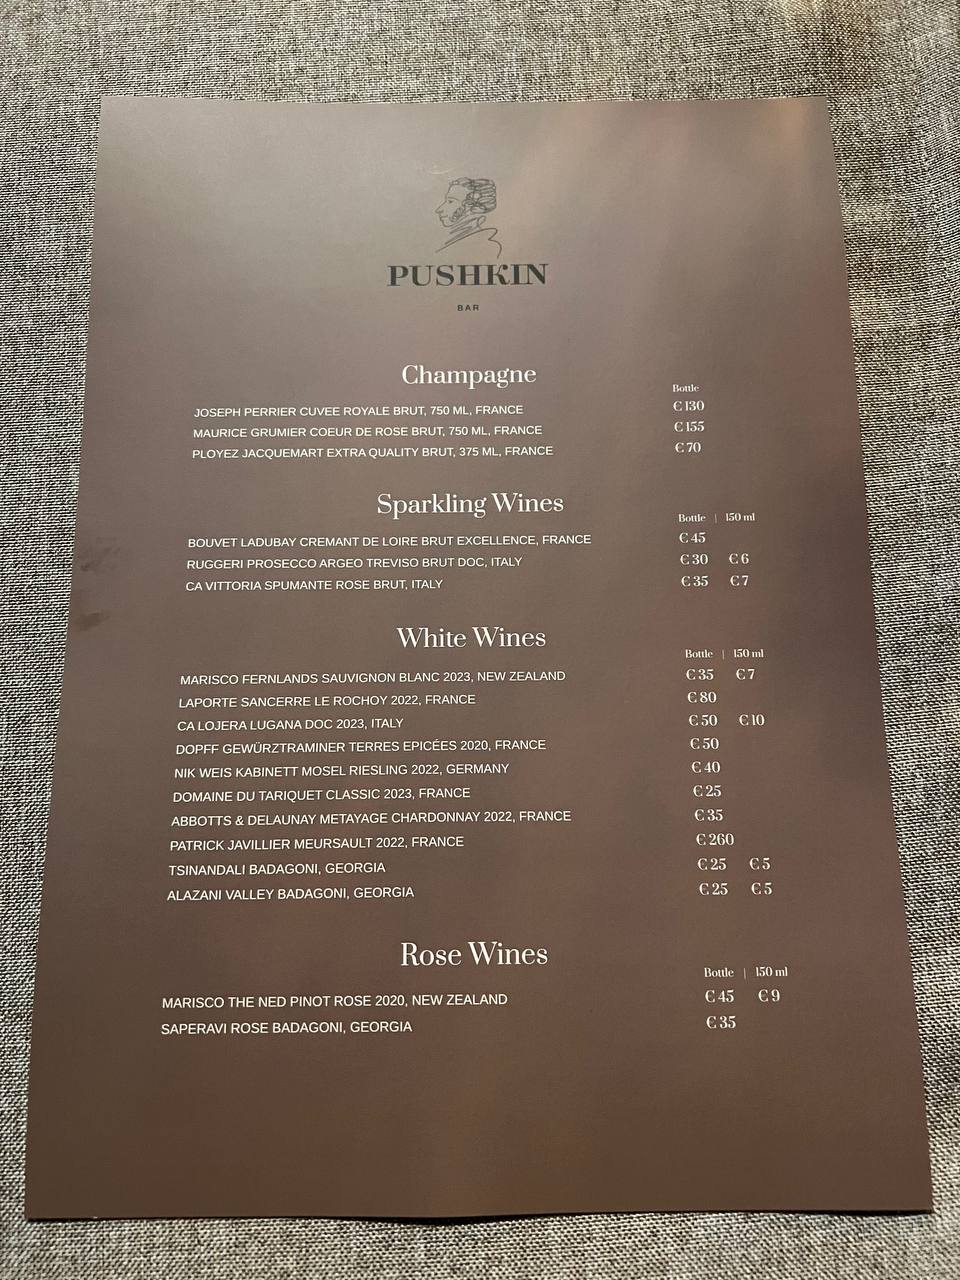 PUSHKIN
BAR
Champagne
Bottle
JOSEPH PERRIER CUVEE ROYALE BRUT, 750 ML, FRANCE €130
MAURICE GRUMIER COEUR DE ROSE BRUT, 750 ML, FRANCE €155
PLOYEZ JACQUEMART EXTRA QUALITY BRUT, 375 ML, FRANCE €70
Sparkling Wines
Bottle | 150 ml
BOUVET LADUBAY CREMANT DE LOIRE BRUT EXCELLENCE, FRANCE €45
RUGGERI PROSECCO ARGEO TREVISO BRUT DOC, ITALY €30 €6
CA VITTORIA SPUMANTE ROSE BRUT, ITALY €35 €7
White Wines
Bottle | 150 ml
MARISCO FERNLANDS SAUVIGNON BLANC 2023, NEW ZEALAND €35 €7
LAPORTE SANCERRE LE ROCHOY 2022, FRANCE €80
CA LOJERA LUGANA DOC 2023, ITALY €50 €10
DOPFF GEWÜRZTRAMINER TERRES EPICÉES 2020, FRANCE €50
NIK WEIS KABINETT MOSEL RIESLING 2022, GERMANY €40
DOMAINE DU TARIQUET CLASSIC 2023, FRANCE €25
ABBOTTS & DELAUNAY METAYAGE CHARDONNAY 2022, FRANCE €35
PATRICK JAVILLIER MEURSAULT 2022, FRANCE €260
TSINANDALI BADAGONI, GEORGIA €25 €5
ALAZANI VALLEY BADAGONI, GEORGIA €25 €5
Rose Wines
Bottle | 150 ml
MARISCO THE NED PINOT ROSE 2020, NEW ZEALAND €45 €9
SAPERAVI ROSE BADAGONI, GEORGIA €35